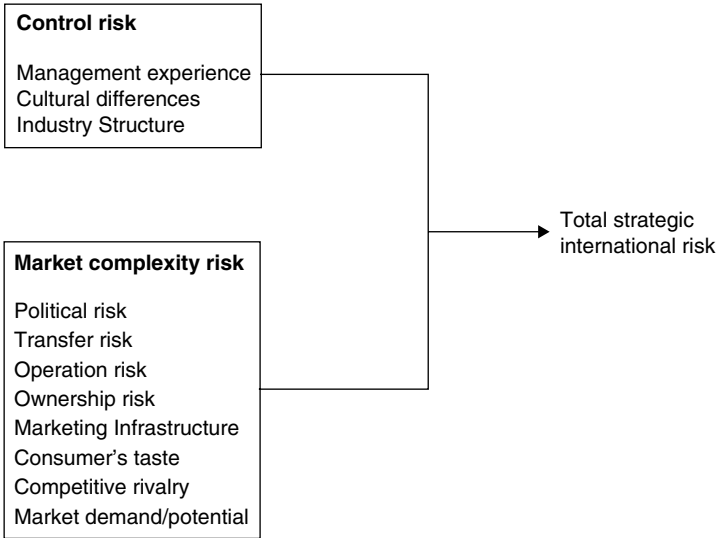 Control risk
Management experience
Cultural differences
Industry Structure
Total strategic
international risk
Market complexity risk
Political risk
Transfer risk
Operation risk
Ownership risk
Marketing Infrastructure
Consumer's taste
Competitive rivalry
Market demand/potential